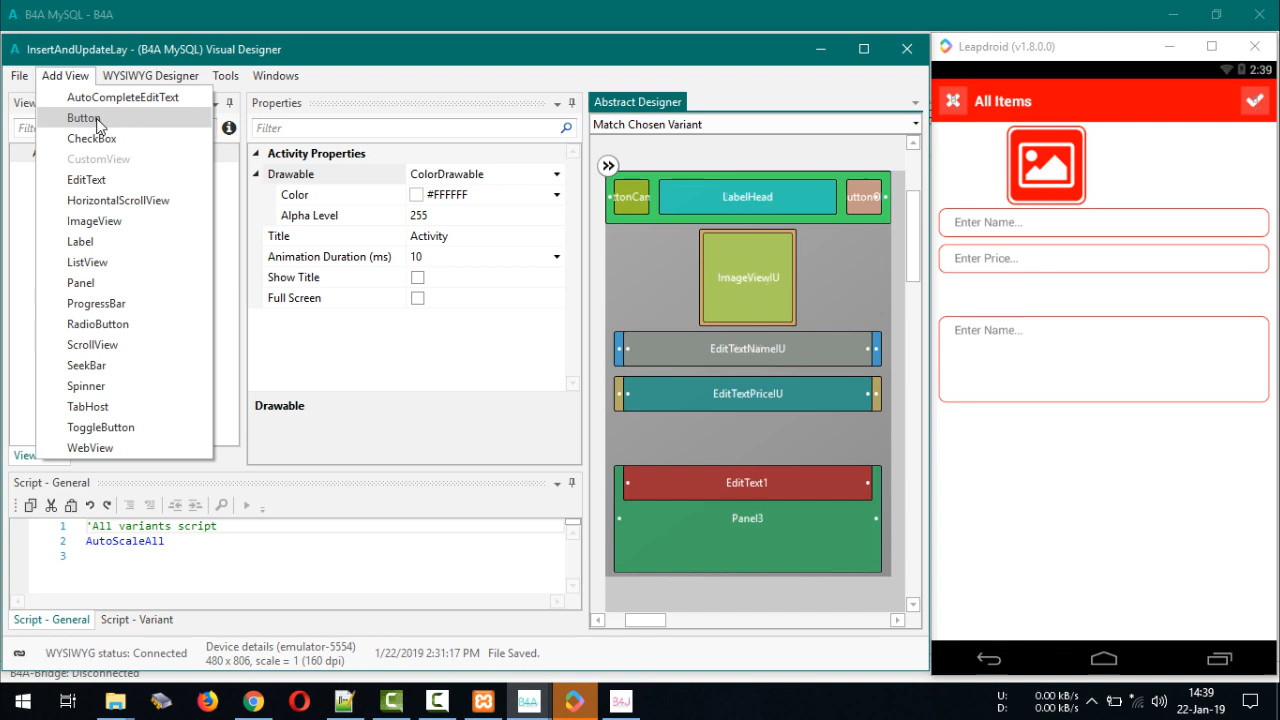 B4A MySQL - B4A
InsertAndUpdateLay - (B4A MySQL) Visual Designer
Leapdroid (v1.8.0.0)
File Add View WYSIWYG Designer Tools Windows
2:39
AutoCompleteEditText
Button
CheckBox
CustomView
EditText
HorizontalScrollView
ImageView
Label
ListView
Panel
ProgressBar
RadioButton
ScrollView
SeekBar
Spinner
TabHost
ToggleButton
WebView
Properties
Filter
Activity Properties
Drawable ColorDrawable
Color #FFFFFF
Alpha Level 255
Title Activity
Animation Duration (ms) 10
Show Title
Full Screen
Drawable
Abstract Designer
Match Chosen Variant
ttonCan LabelHead
ImageViewIU
EditTextNameIU
EditTextPriceIU
EditText1
Panel3
All Items
Enter Name...
Enter Price...
Enter Name...
Script - General
1 'All variants script
2 AutoScaleAll
3
Script - General Script - Variant
WYSIWYG status: Connected
Device details (emulator-5554)
480 x 806, scale = 1 (160 dpi)
1/22/2019 2:31:17 PM File Saved.
B4A-Bridge: Disconnected
B4A
B4J
U: 0.00 kB/s
D: 0.00 kB/s
14:39
22-Jan-19